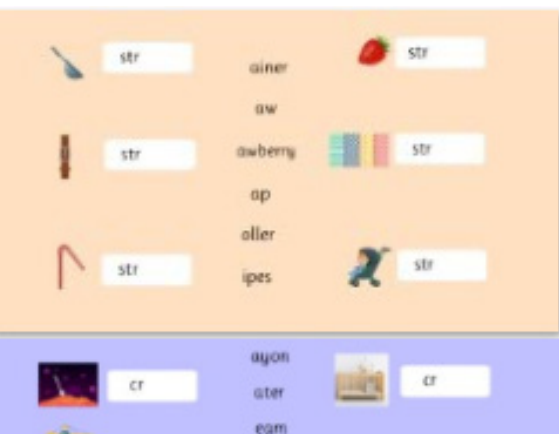 str
str
ainer
aw
str
awberry
str
ap
oller
str
ipes
str
ayon
cr
cr
ater
eam